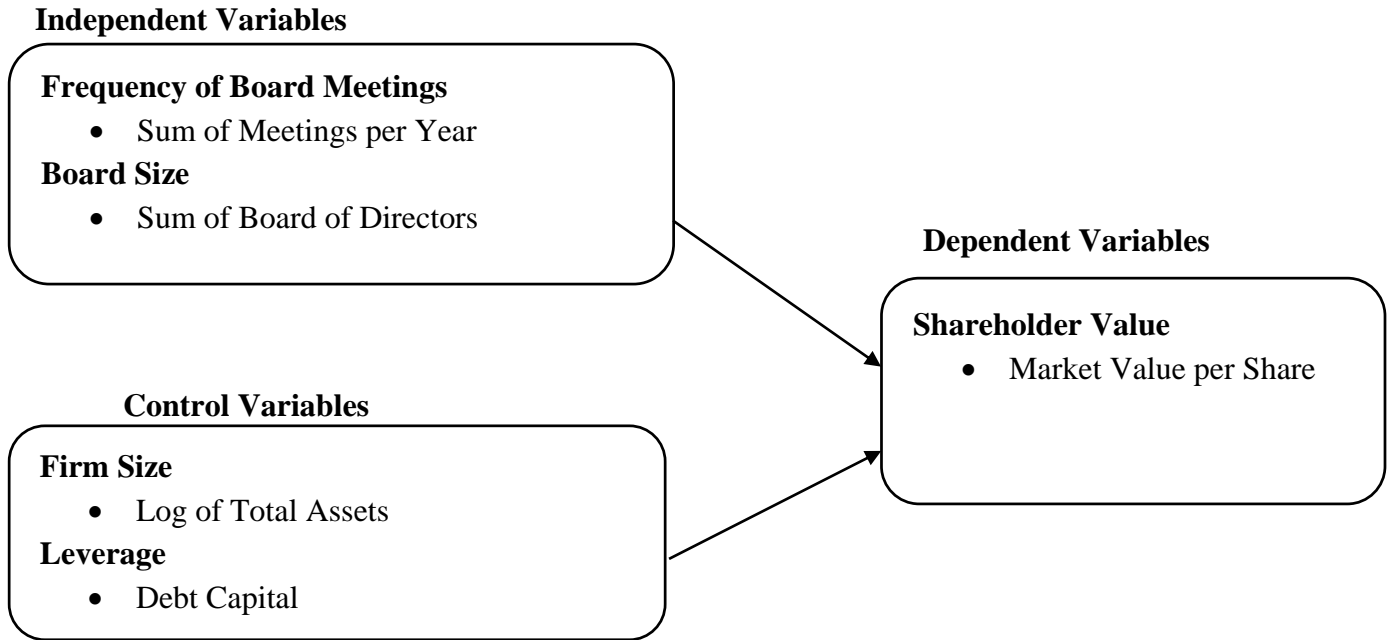 Independent Variables
Frequency of Board Meetings
• Sum of Meetings per Year
Board Size
• Sum of Board of Directors
Dependent Variables
Shareholder Value
• Market Value per Share
Control Variables
Firm Size
• Log of Total Assets
Leverage
• Debt Capital